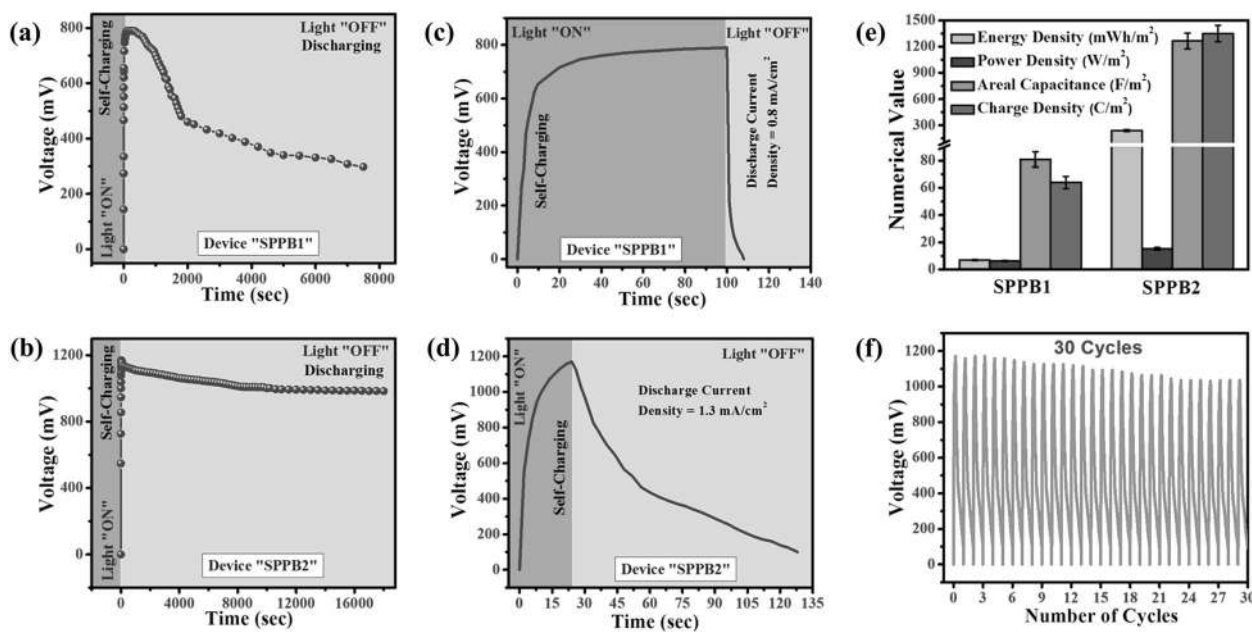 (a)
Light "OFF"
Discharging
Self-Charging
Light "ON"
Voltage (mV)
800
600
400
200
0
Device "SPPB1"
0 2000 4000 6000 8000
Time (sec)
(c)
Light "ON"
Light "OFF"
Self-Charging
Discharge Current
Density = 0.8 mA/cm²
Voltage (mV)
800
600
400
200
0
Device "SPPB1"
0 20 40 60 80 100 120 140
Time (sec)
(e)
Energy Density (mWh/m²)
Power Density (W/m²)
Areal Capacitance (F/m²)
Charge Density (C/m²)
Numerical Value
1500
1200
900
600
300
80
60
40
20
0
SPPB1 SPPB2
(b)
Light "OFF"
Discharging
Self-Charging
Light "ON"
Voltage (mV)
1200
800
400
0
Device "SPPB2"
0 4000 8000 12000 16000
Time (sec)
(d)
Light "ON"
Light "OFF"
Self-Charging
Discharge Current
Density = 1.3 mA/cm²
Voltage (mV)
1200
1000
800
600
400
200
0
Device "SPPB2"
0 15 30 45 60 75 90 105 120 135
Time (sec)
(f)
30 Cycles
Voltage (mV)
1200
1000
800
600
400
200
0
0 3 6 9 12 15 18 21 24 27 30
Number of Cycles